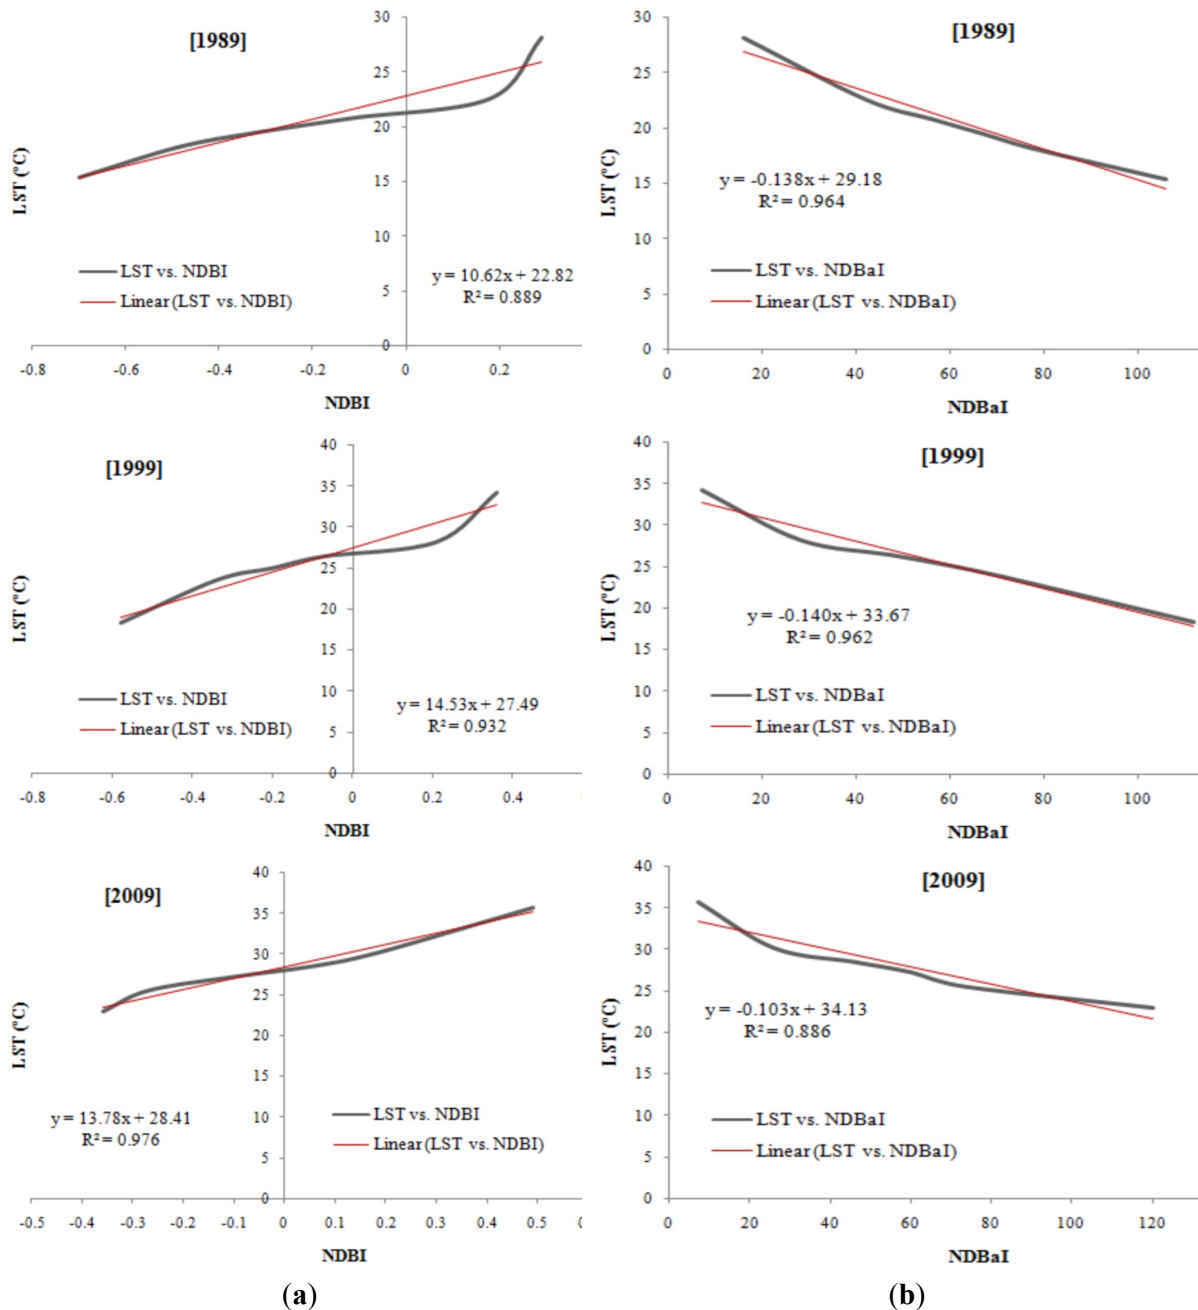 [1989]
30
25
20
15
10
5
0
LST (°C)
LST vs. NDBI
Linear (LST vs. NDBI)
y = 10.62x + 22.82
R² = 0.889
-0.8 -0.6 -0.4 -0.2 0 0.2
NDBI
[1989]
30
25
20
15
10
5
0
LST (°C)
y = -0.138x + 29.18
R² = 0.964
LST vs. NDBaI
Linear (LST vs. NDBaI)
0 20 40 60 80 100
NDBaI
[1999]
40
35
30
25
20
15
10
5
0
LST (°C)
LST vs. NDBI
Linear (LST vs. NDBI)
y = 14.53x + 27.49
R² = 0.932
-0.8 -0.6 -0.4 -0.2 0 0.2 0.4
NDBI
[1999]
40
35
30
25
20
15
10
5
0
LST (°C)
y = -0.140x + 33.67
R² = 0.962
LST vs. NDBaI
Linear (LST vs. NDBaI)
0 20 40 60 80 100
NDBaI
[2009]
40
35
30
25
20
15
10
5
0
LST (°C)
y = 13.78x + 28.41
R² = 0.976
LST vs. NDBI
Linear (LST vs. NDBI)
-0.5 -0.4 -0.3 -0.2 -0.1 0 0.1 0.2 0.3 0.4 0.5
NDBI
[2009]
40
35
30
25
20
15
10
5
0
LST (°C)
y = -0.103x + 34.13
R² = 0.886
LST vs. NDBaI
Linear (LST vs. NDBaI)
0 20 40 60 80 100 120
NDBaI
(a)
(b)